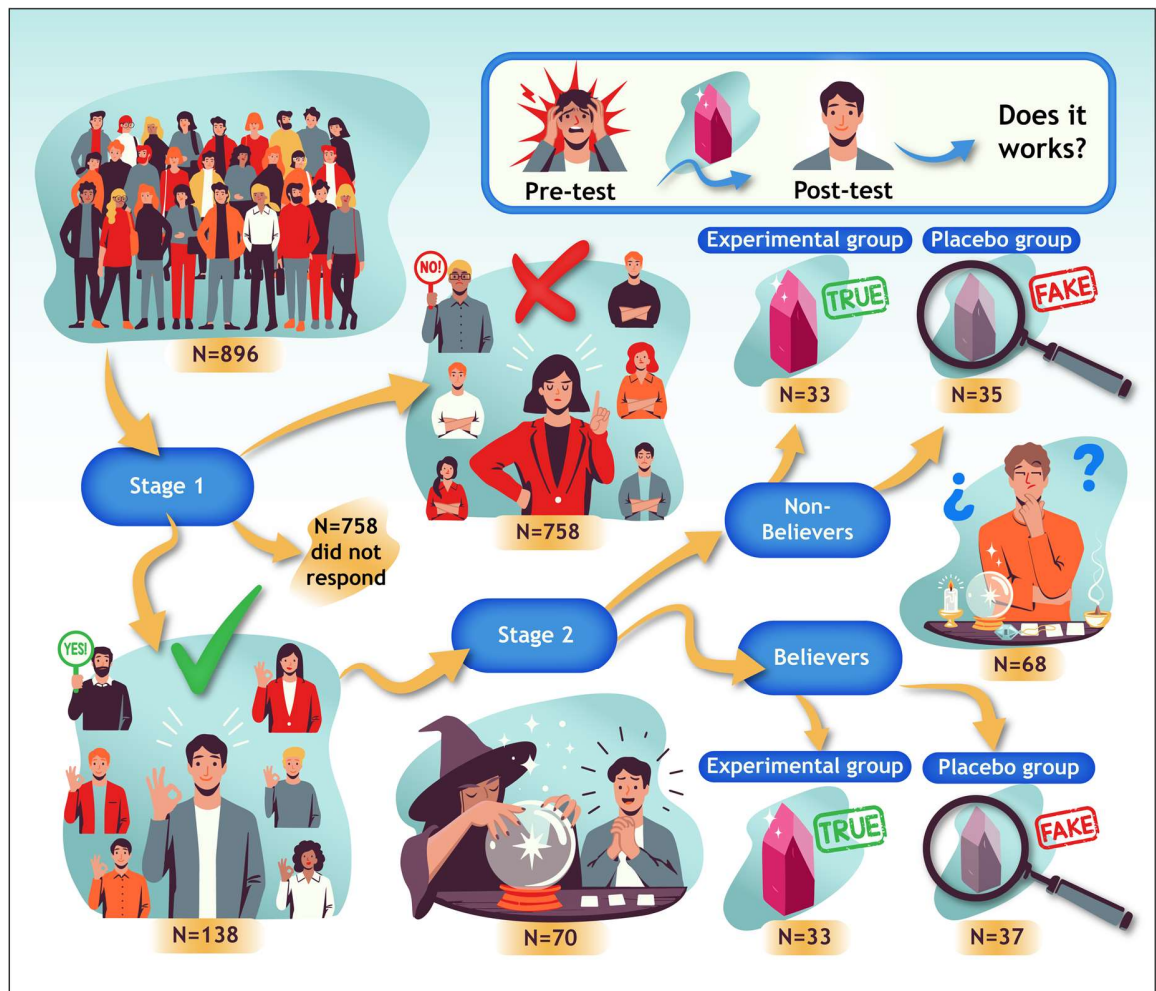 Pre-test
Post-test
Does it
works?
N=896
NO!
N=758
Experimental group
TRUE
N=33
Placebo group
FAKE
N=35
Stage 1
N=758
did not
respond
Non-
Believers
¿ ?
N=68
Stage 2
Believers
YES!
N=138
N=70
Experimental group
TRUE
N=33
Placebo group
FAKE
N=37